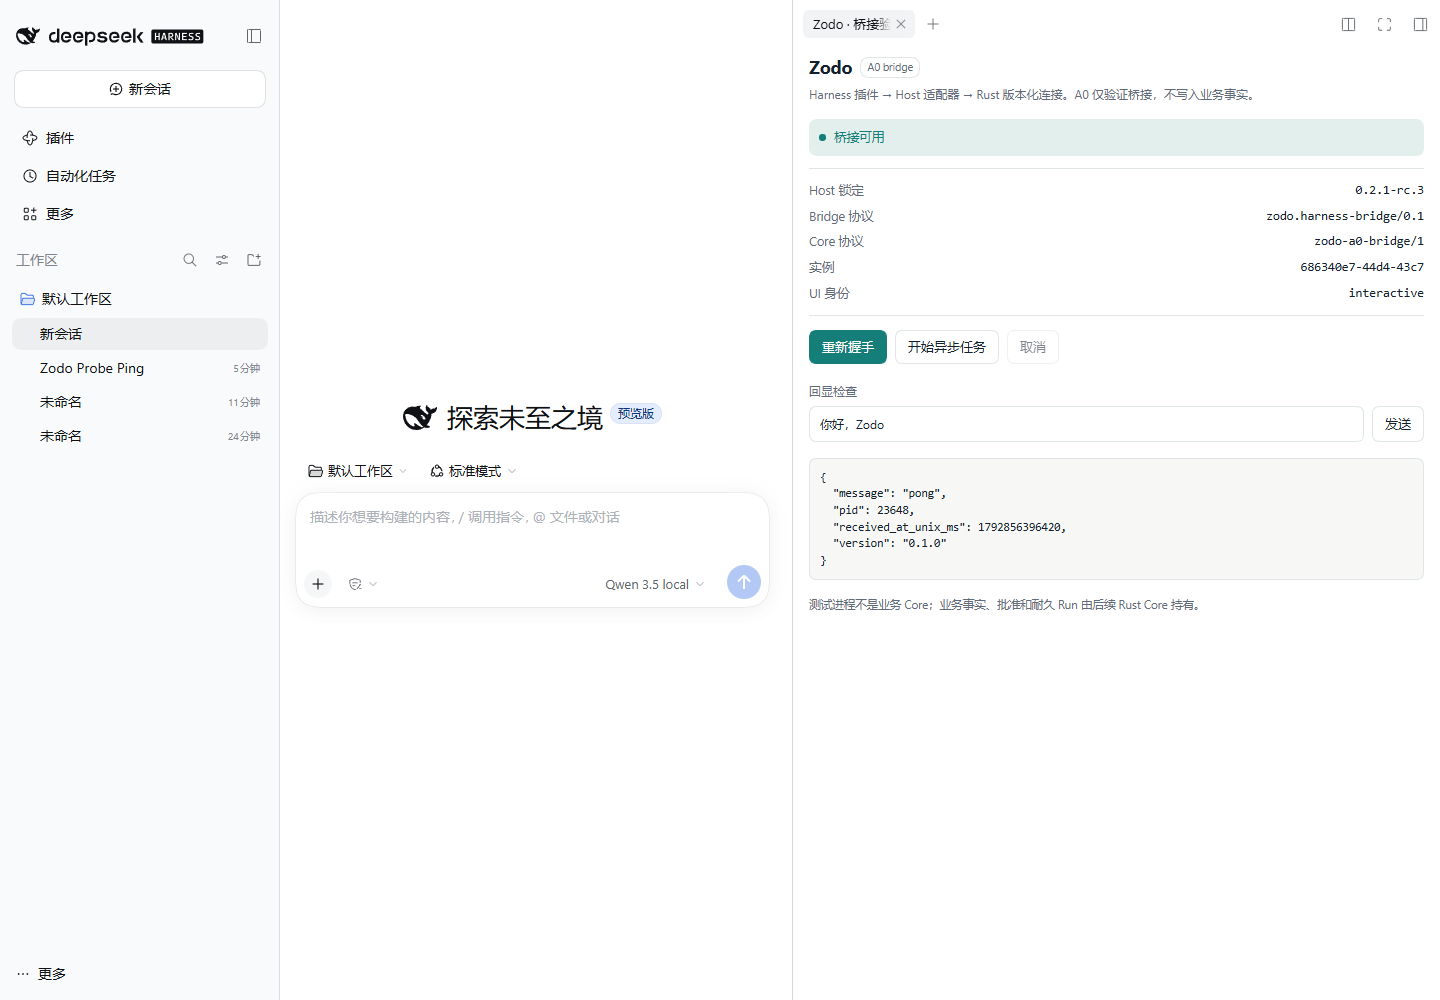 deepseek HARNESS
新会话
插件
自动化任务
更多
工作区
默认工作区
新会话
Zodo Probe Ping 5分钟
未命名 11分钟
未命名 24分钟
更多
探索未至之境 预览版
默认工作区 标准模式
描述你想要构建的内容, / 调用指令, @ 文件或对话
Qwen 3.5 local
Zodo · 桥接
Zodo A0 bridge
Harness 插件 → Host 适配器 → Rust 版本化连接。A0 仅验证桥接，不写入业务事实。
桥接可用
Host 锁定 0.2.1-rc.3
Bridge 协议 zodo.harness-bridge/0.1
Core 协议 zodo-a0-bridge/1
实例 686340e7-44d4-43c7
UI 身份 interactive
重新握手 开始异步任务 取消
回显检查
你好，Zodo 发送
{
"message": "pong",
"pid": 23648,
"received_at_unix_ms": 1792856396420,
"version": "0.1.0"
}
测试进程不是业务 Core；业务事实、批准和耐久 Run 由后续 Rust Core 持有。